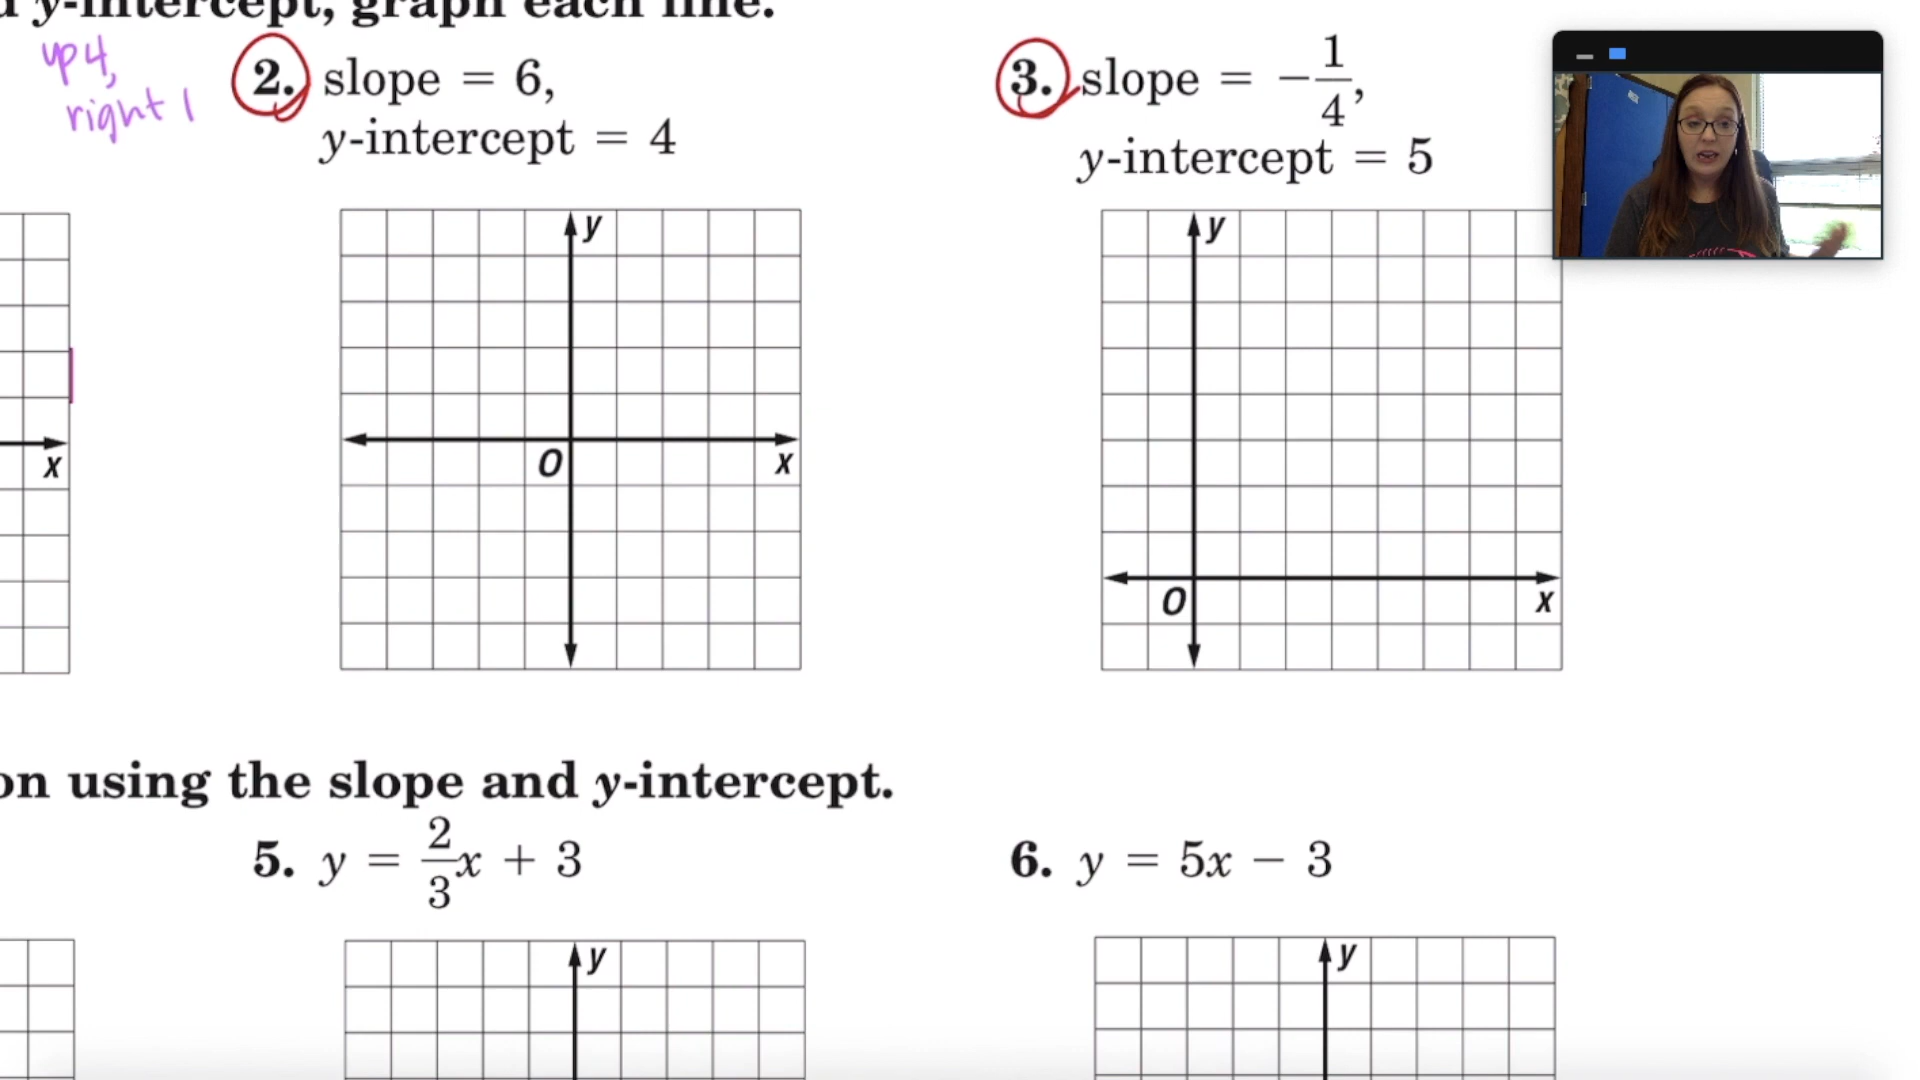 y-intercept, graph each line.
up 4,
right 1
2. slope = 6,
y-intercept = 4
3. slope = -1/4,
y-intercept = 5
y
x
O
x
y
O
x
on using the slope and y-intercept.
5. y = 2/3x + 3
6. y = 5x − 3
y
y